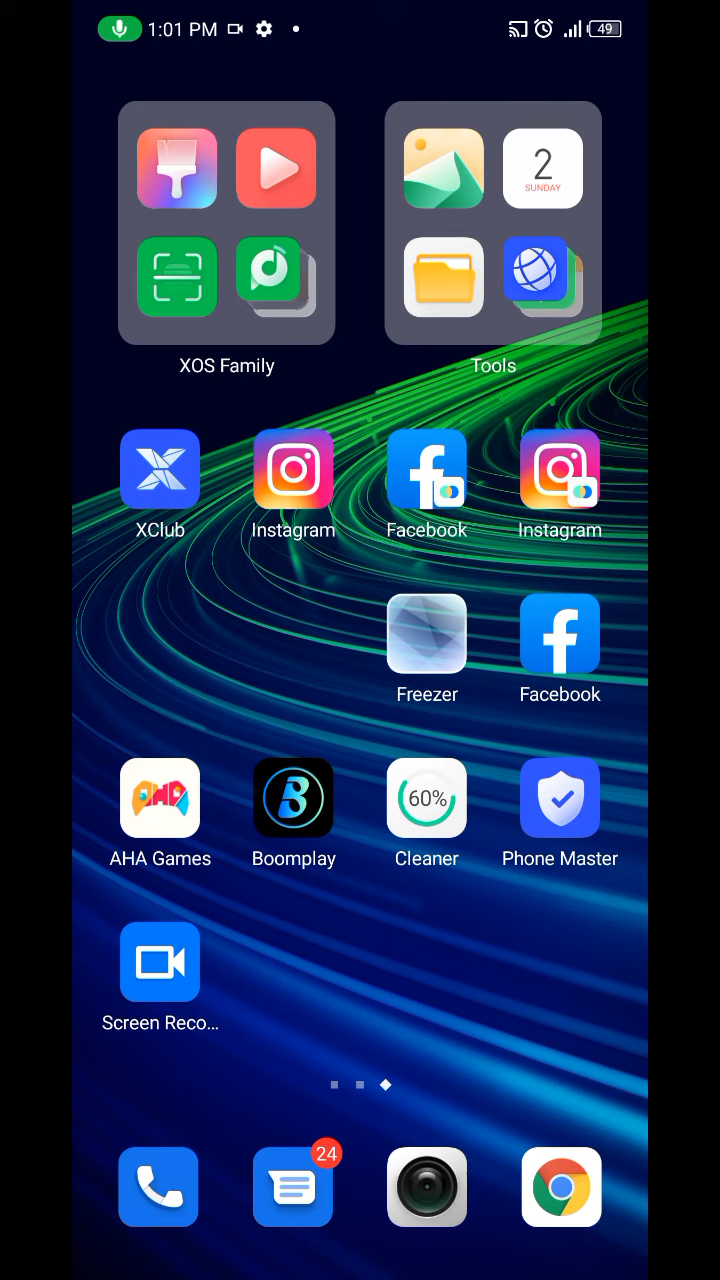 1:01 PM
49
2
SUNDAY
XOS Family
Tools
XClub
Instagram
Facebook
Instagram
Freezer
Facebook
AHA
60%
AHA Games
Boomplay
Cleaner
Phone Master
Screen Reco...
24